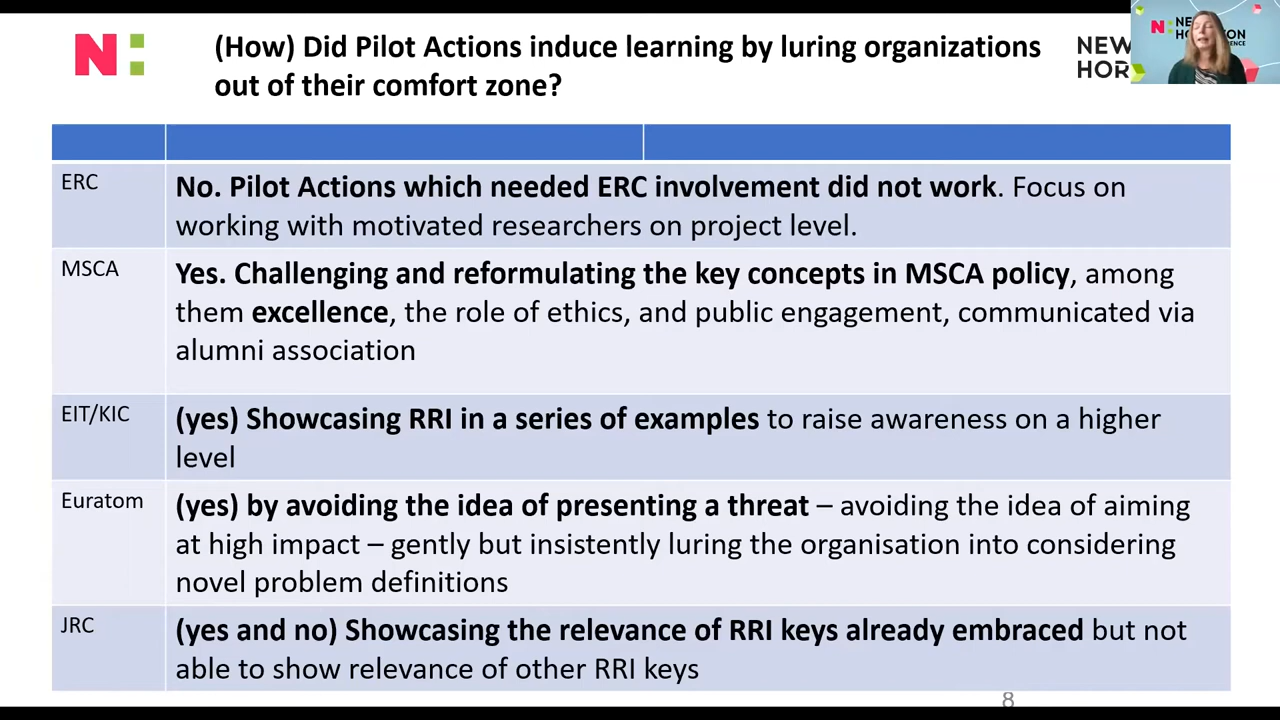 (How) Did Pilot Actions induce learning by luring organizations
out of their comfort zone?
N:
NEW
HOR
ERC
No. Pilot Actions which needed ERC involvement did not work. Focus on
working with motivated researchers on project level.
MSCA
Yes. Challenging and reformulating the key concepts in MSCA policy, among
them excellence, the role of ethics, and public engagement, communicated via
alumni association
EIT/KIC
(yes) Showcasing RRI in a series of examples to raise awareness on a higher
level
Euratom
(yes) by avoiding the idea of presenting a threat – avoiding the idea of aiming
at high impact – gently but insistently luring the organisation into considering
novel problem definitions
JRC
(yes and no) Showcasing the relevance of RRI keys already embraced but not
able to show relevance of other RRI keys
8